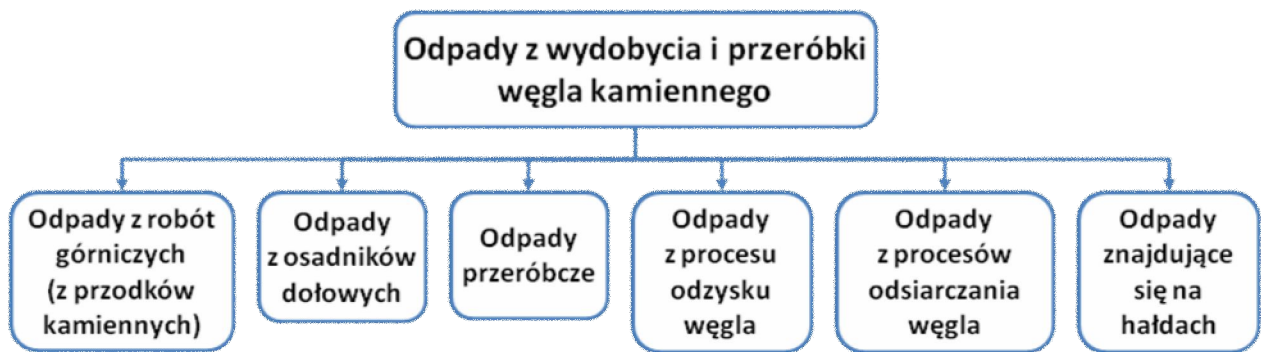 Odpady z wydobycia i przeróbki
węgla kamiennego
Odpady z robót
górniczych
(z przodków
kamiennych)
Odpady
z osadników
dołowych
Odpady
przeróbcze
Odpady
z procesu
odzysku
węgla
Odpady
z procesów
odsiarczania
węgla
Odpady
znajdujące
się na
hałdach